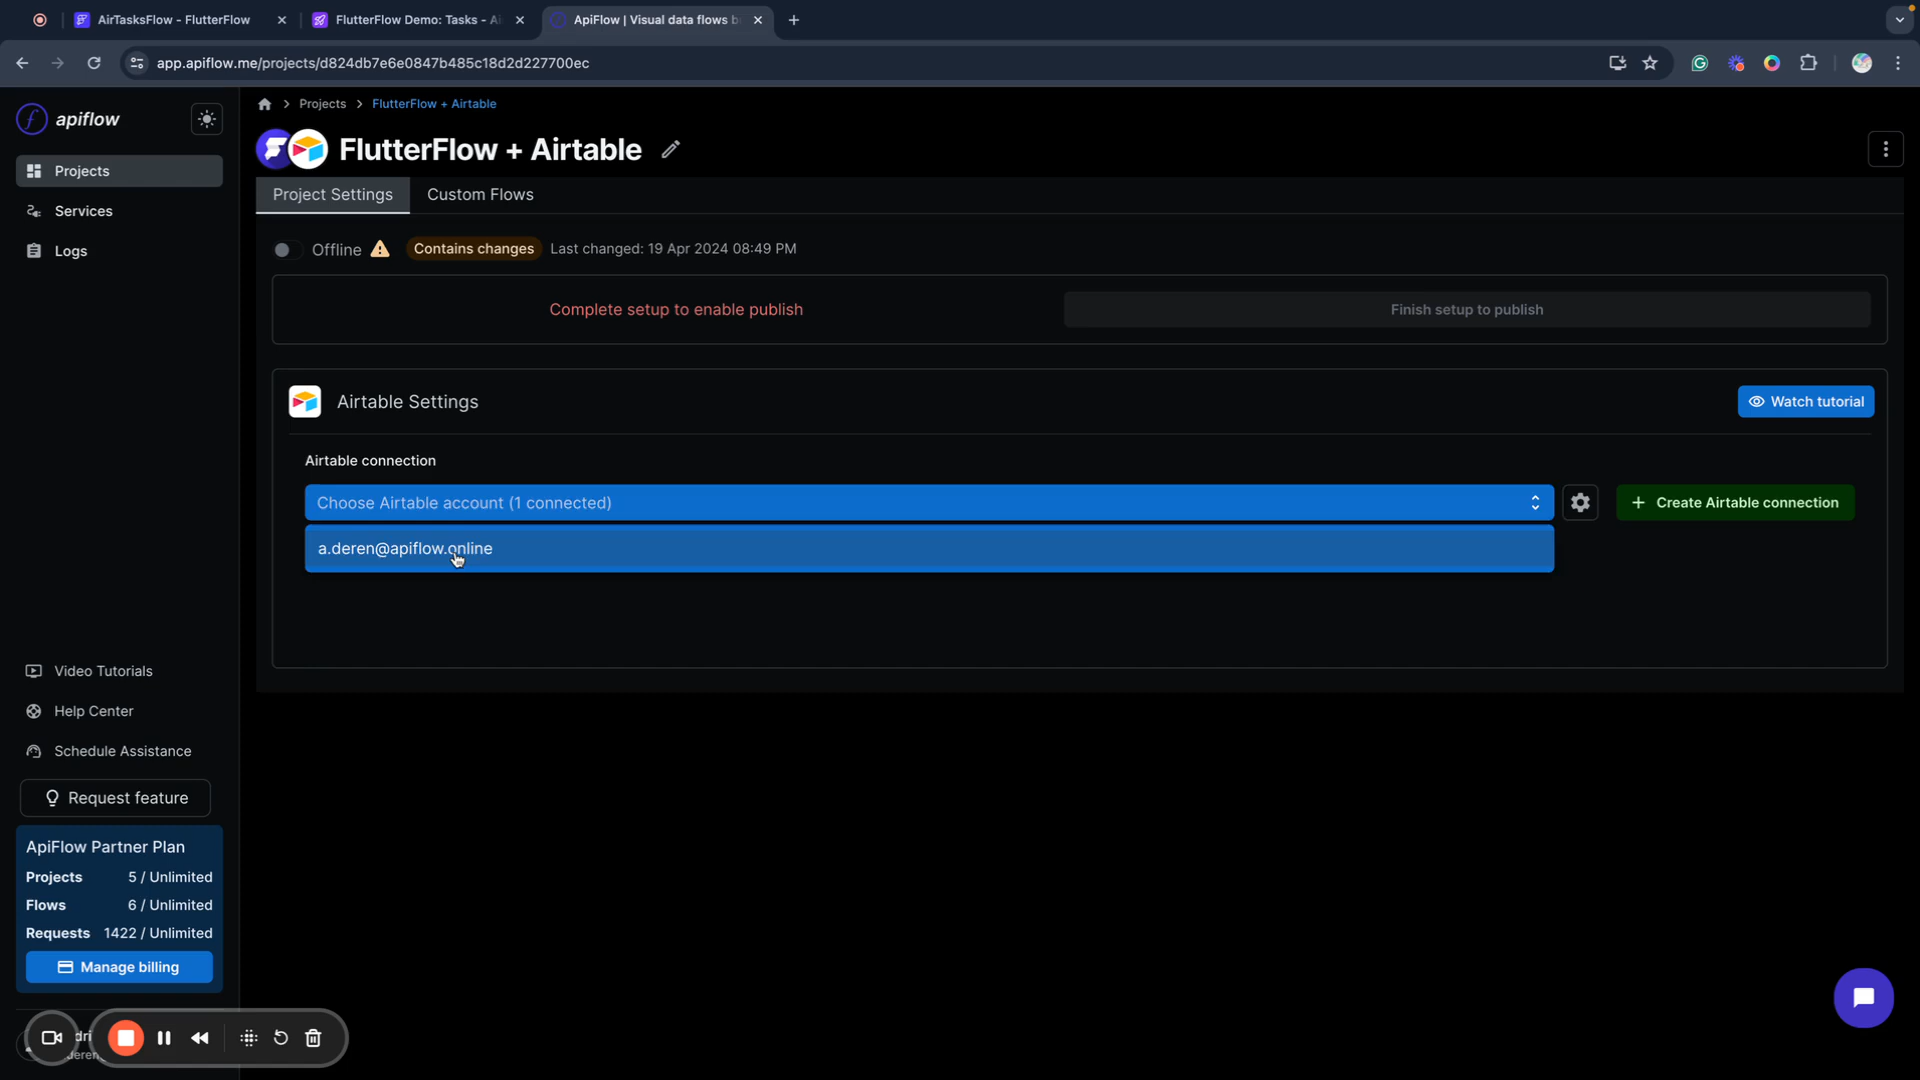 AirTasksFlow - FlutterFlow
FlutterFlow Demo: Tasks - Ai
ApiFlow | Visual data flows b
app.apiflow.me/projects/d824db7e6e0847b485c18d2d227700ec
apiflow
Projects
Services
Logs
Projects
FlutterFlow + Airtable
FlutterFlow + Airtable
Project Settings
Custom Flows
Offline
Contains changes
Last changed: 19 Apr 2024 08:49 PM
Complete setup to enable publish
Finish setup to publish
Airtable Settings
Watch tutorial
Airtable connection
Choose Airtable account (1 connected)
Create Airtable connection
a.deren@apiflow.online
Video Tutorials
Help Center
Schedule Assistance
Request feature
ApiFlow Partner Plan
Projects 5 / Unlimited
Flows 6 / Unlimited
Requests 1422 / Unlimited
Manage billing